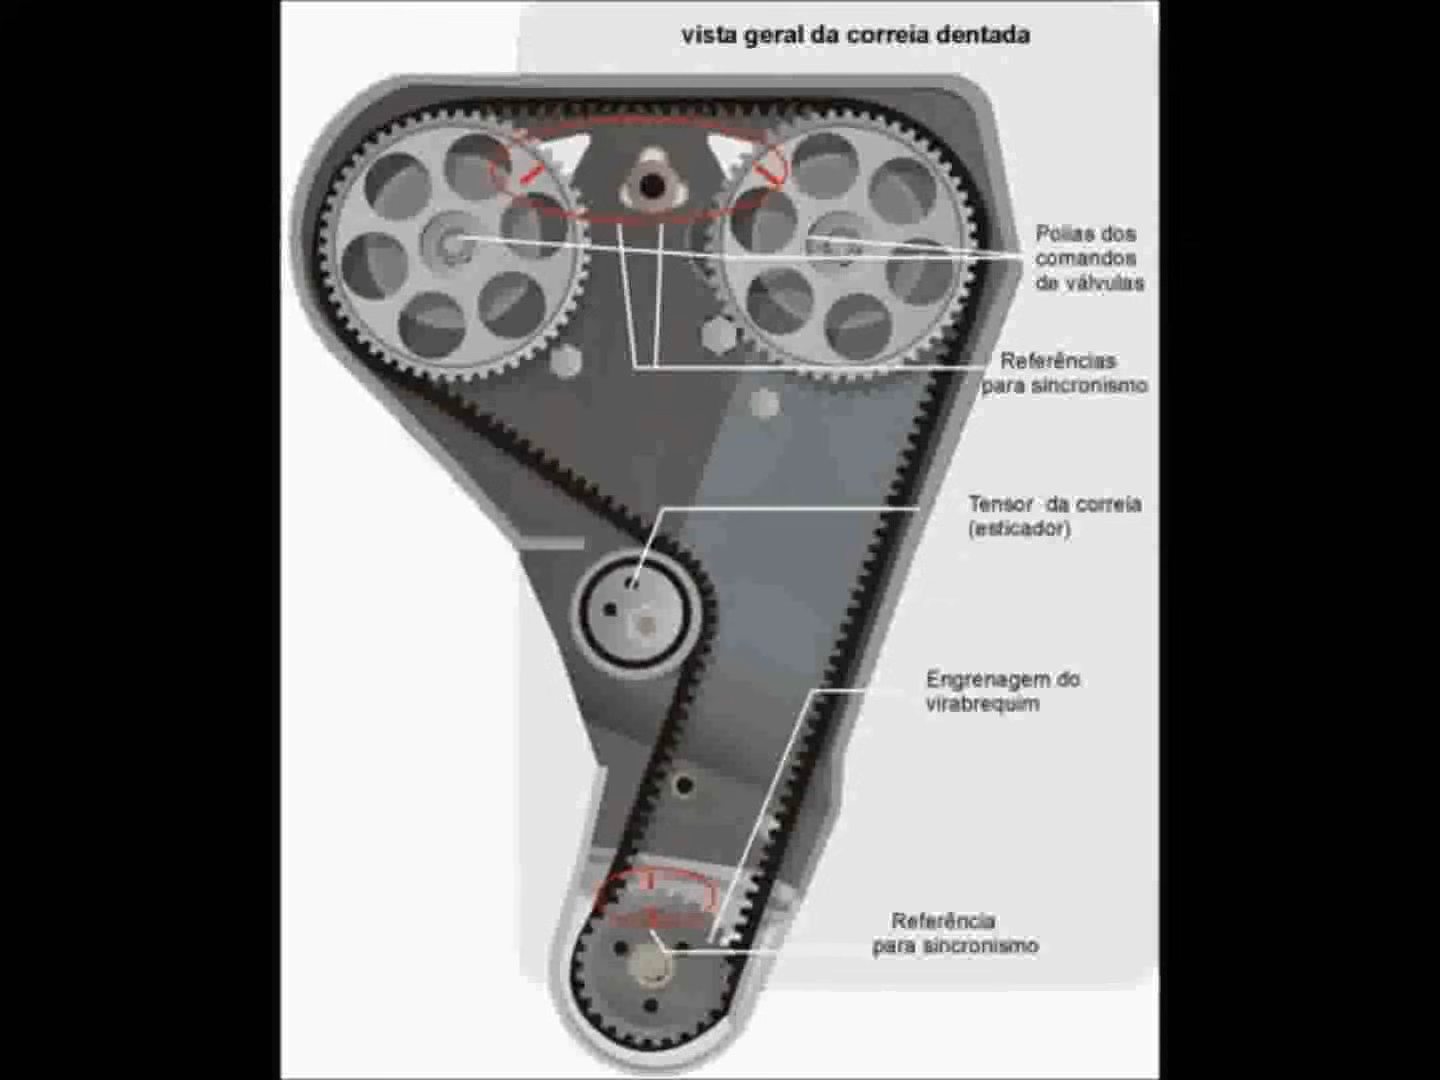 vista geral da correia dentada
Polias dos
comandos
de válvulas
Referências
para sincronismo
Tensor da correia
(esticador)
Engrenagem do
virabrequim
Referência
para sincronismo